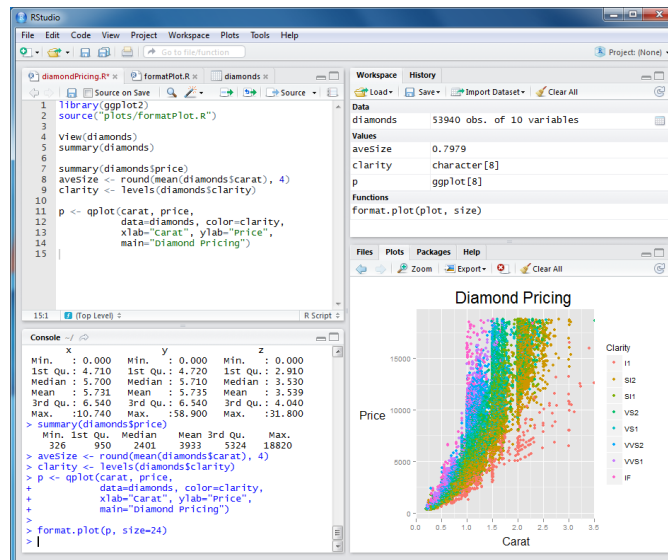 RStudio
File Edit Code View Project Workspace Plots Tools Help
Go to file/function
Project: (None)
diamondPricing.R* formatPlot.R diamonds
Source on Save Source
1 library(ggplot2)
2 source("plots/formatPlot.R")
3
4 View(diamonds)
5 summary(diamonds)
6
7 summary(diamonds$price)
8 aveSize <- round(mean(diamonds$carat), 4)
9 clarity <- levels(diamonds$clarity)
10
11 p <- qplot(carat, price,
12 data=diamonds, color=clarity,
13 xlab="Carat", ylab="Price",
14 main="Diamond Pricing")
15
15:1 (Top Level) R Script
Console ~/
x y z
Min. : 0.000 Min. : 0.000 Min. : 0.000
1st Qu.: 4.710 1st Qu.: 4.720 1st Qu.: 2.910
Median : 5.700 Median : 5.710 Median : 3.530
Mean : 5.731 Mean : 5.735 Mean : 3.539
3rd Qu.: 6.540 3rd Qu.: 6.540 3rd Qu.: 4.040
Max. :10.740 Max. :58.900 Max. :31.800
> summary(diamonds$price)
Min. 1st Qu. Median Mean 3rd Qu. Max.
326 950 2401 3933 5324 18820
> aveSize <- round(mean(diamonds$carat), 4)
> clarity <- levels(diamonds$clarity)
> p <- qplot(carat, price,
+ data=diamonds, color=clarity,
+ xlab="Carat", ylab="Price",
+ main="Diamond Pricing")
>
> format.plot(p, size=24)
>
Workspace History
Load Save Import Dataset Clear All
Data
diamonds 53940 obs. of 10 variables
Values
aveSize 0.7979
clarity character[8]
p ggplot[8]
Functions
format.plot(plot, size)
Files Plots Packages Help
Zoom Export Clear All
Diamond Pricing
Price
15000
10000
5000
0
0.0 0.5 1.0 1.5 2.0 2.5 3.0 3.5
Carat
Clarity
I1
SI2
SI1
VS2
VS1
VVS2
VVS1
IF